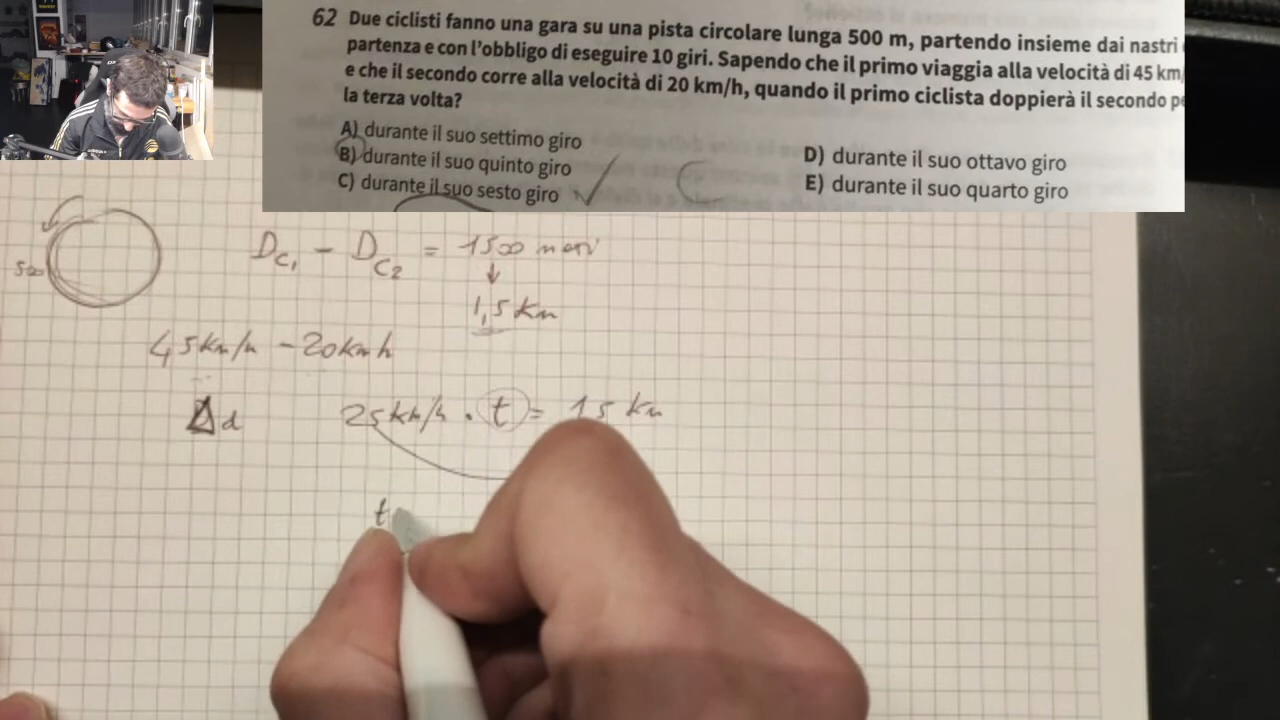 62 Due ciclisti fanno una gara su una pista circolare lunga 500 m, partendo insieme dai nastri
partenza e con l'obbligo di eseguire 10 giri. Sapendo che il primo viaggia alla velocità di 45 km
e che il secondo corre alla velocità di 20 km/h, quando il primo ciclista doppierà il secondo pe
la terza volta?
A) durante il suo settimo giro
B) durante il suo quinto giro
C) durante il suo sesto giro
D) durante il suo ottavo giro
E) durante il suo quarto giro
500
D_C1 - D_C2 = 1500 metri
1,5 Km
45 km/h - 20 km h
Δd 25 km/h · t = 1 5 Km
t